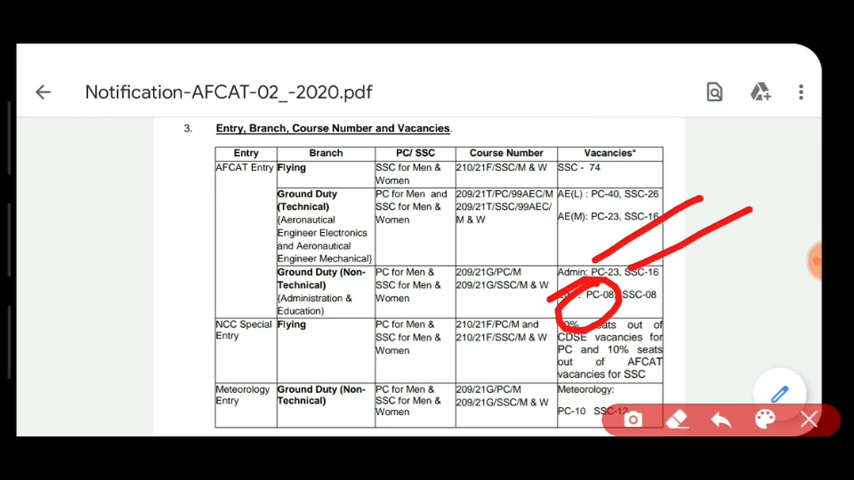 Notification-AFCAT-02_-2020.pdf
3. Entry, Branch, Course Number and Vacancies.
Entry Branch PC/ SSC Course Number Vacancies*
AFCAT Entry Flying SSC for Men & Women 210/21F/SSC/M & W SSC - 74
Ground Duty (Technical) {Aeronautical Engineer Electronics and Aeronautical Engineer Mechanical} PC for Men and SSC for Men & Women 209/21T/PC/99AEC/M 209/21T/SSC/99AEC/ M & W AE(L) : PC-40, SSC-26 AE(M): PC-23, SSC-16
Ground Duty (Non-Technical) (Administration & Education) PC for Men & SSC for Men & Women 209/21G/PC/M 209/21G/SSC/M & W Admin: PC-23, SSC-16 PC-08, SSC-08
NCC Special Entry Flying PC for Men & SSC for Men & Women 210/21F/PC/M and 210/21F/SSC/M & W seats out of CDSE vacancies for PC and 10% seats out of AFCAT vacancies for SSC
Meteorology Entry Ground Duty (Non-Technical) PC for Men & SSC for Men & Women 209/21G/PC/M 209/21G/SSC/M & W Meteorology: PC-10 SSC-12